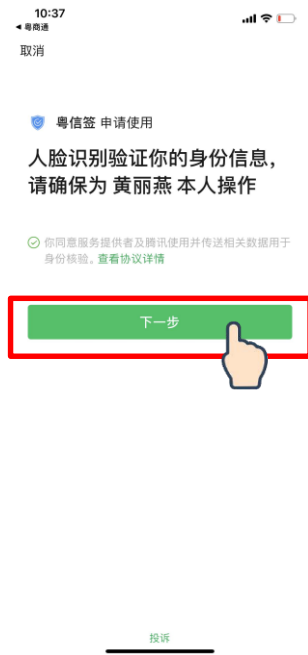 10:37
◀ 粤商通
取消
粤信签 申请使用
人脸识别验证你的身份信息，
请确保为 黄丽燕 本人操作
你同意服务提供者及腾讯使用并传送相关数据用于
身份核验。查看协议详情
下一步
投诉